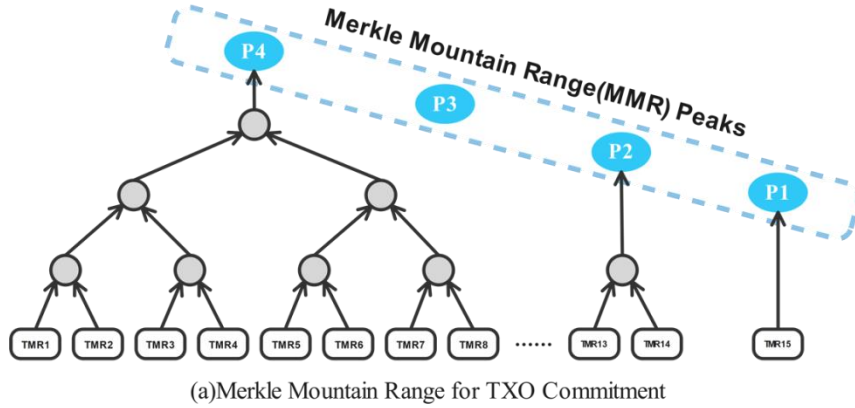 Merkle Mountain Range(MMR) Peaks
P4
P3
P2
P1
TMR1 TMR2 TMR3 TMR4 TMR5 TMR6 TMR7 TMR8 ...... TMR13 TMR14 TMR15
(a)Merkle Mountain Range for TXO Commitment